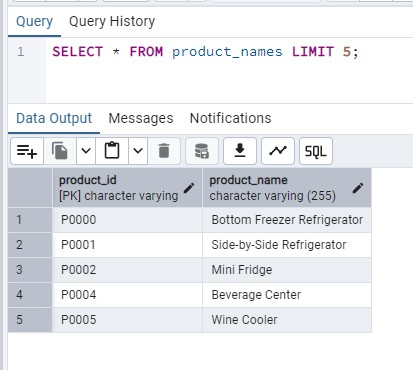 Query Query History
1 SELECT * FROM product_names LIMIT 5;
Data Output Messages Notifications
SQL
product_id product_name
[PK] character varying character varying (255)
1 P0000 Bottom Freezer Refrigerator
2 P0001 Side-by-Side Refrigerator
3 P0002 Mini Fridge
4 P0004 Beverage Center
5 P0005 Wine Cooler